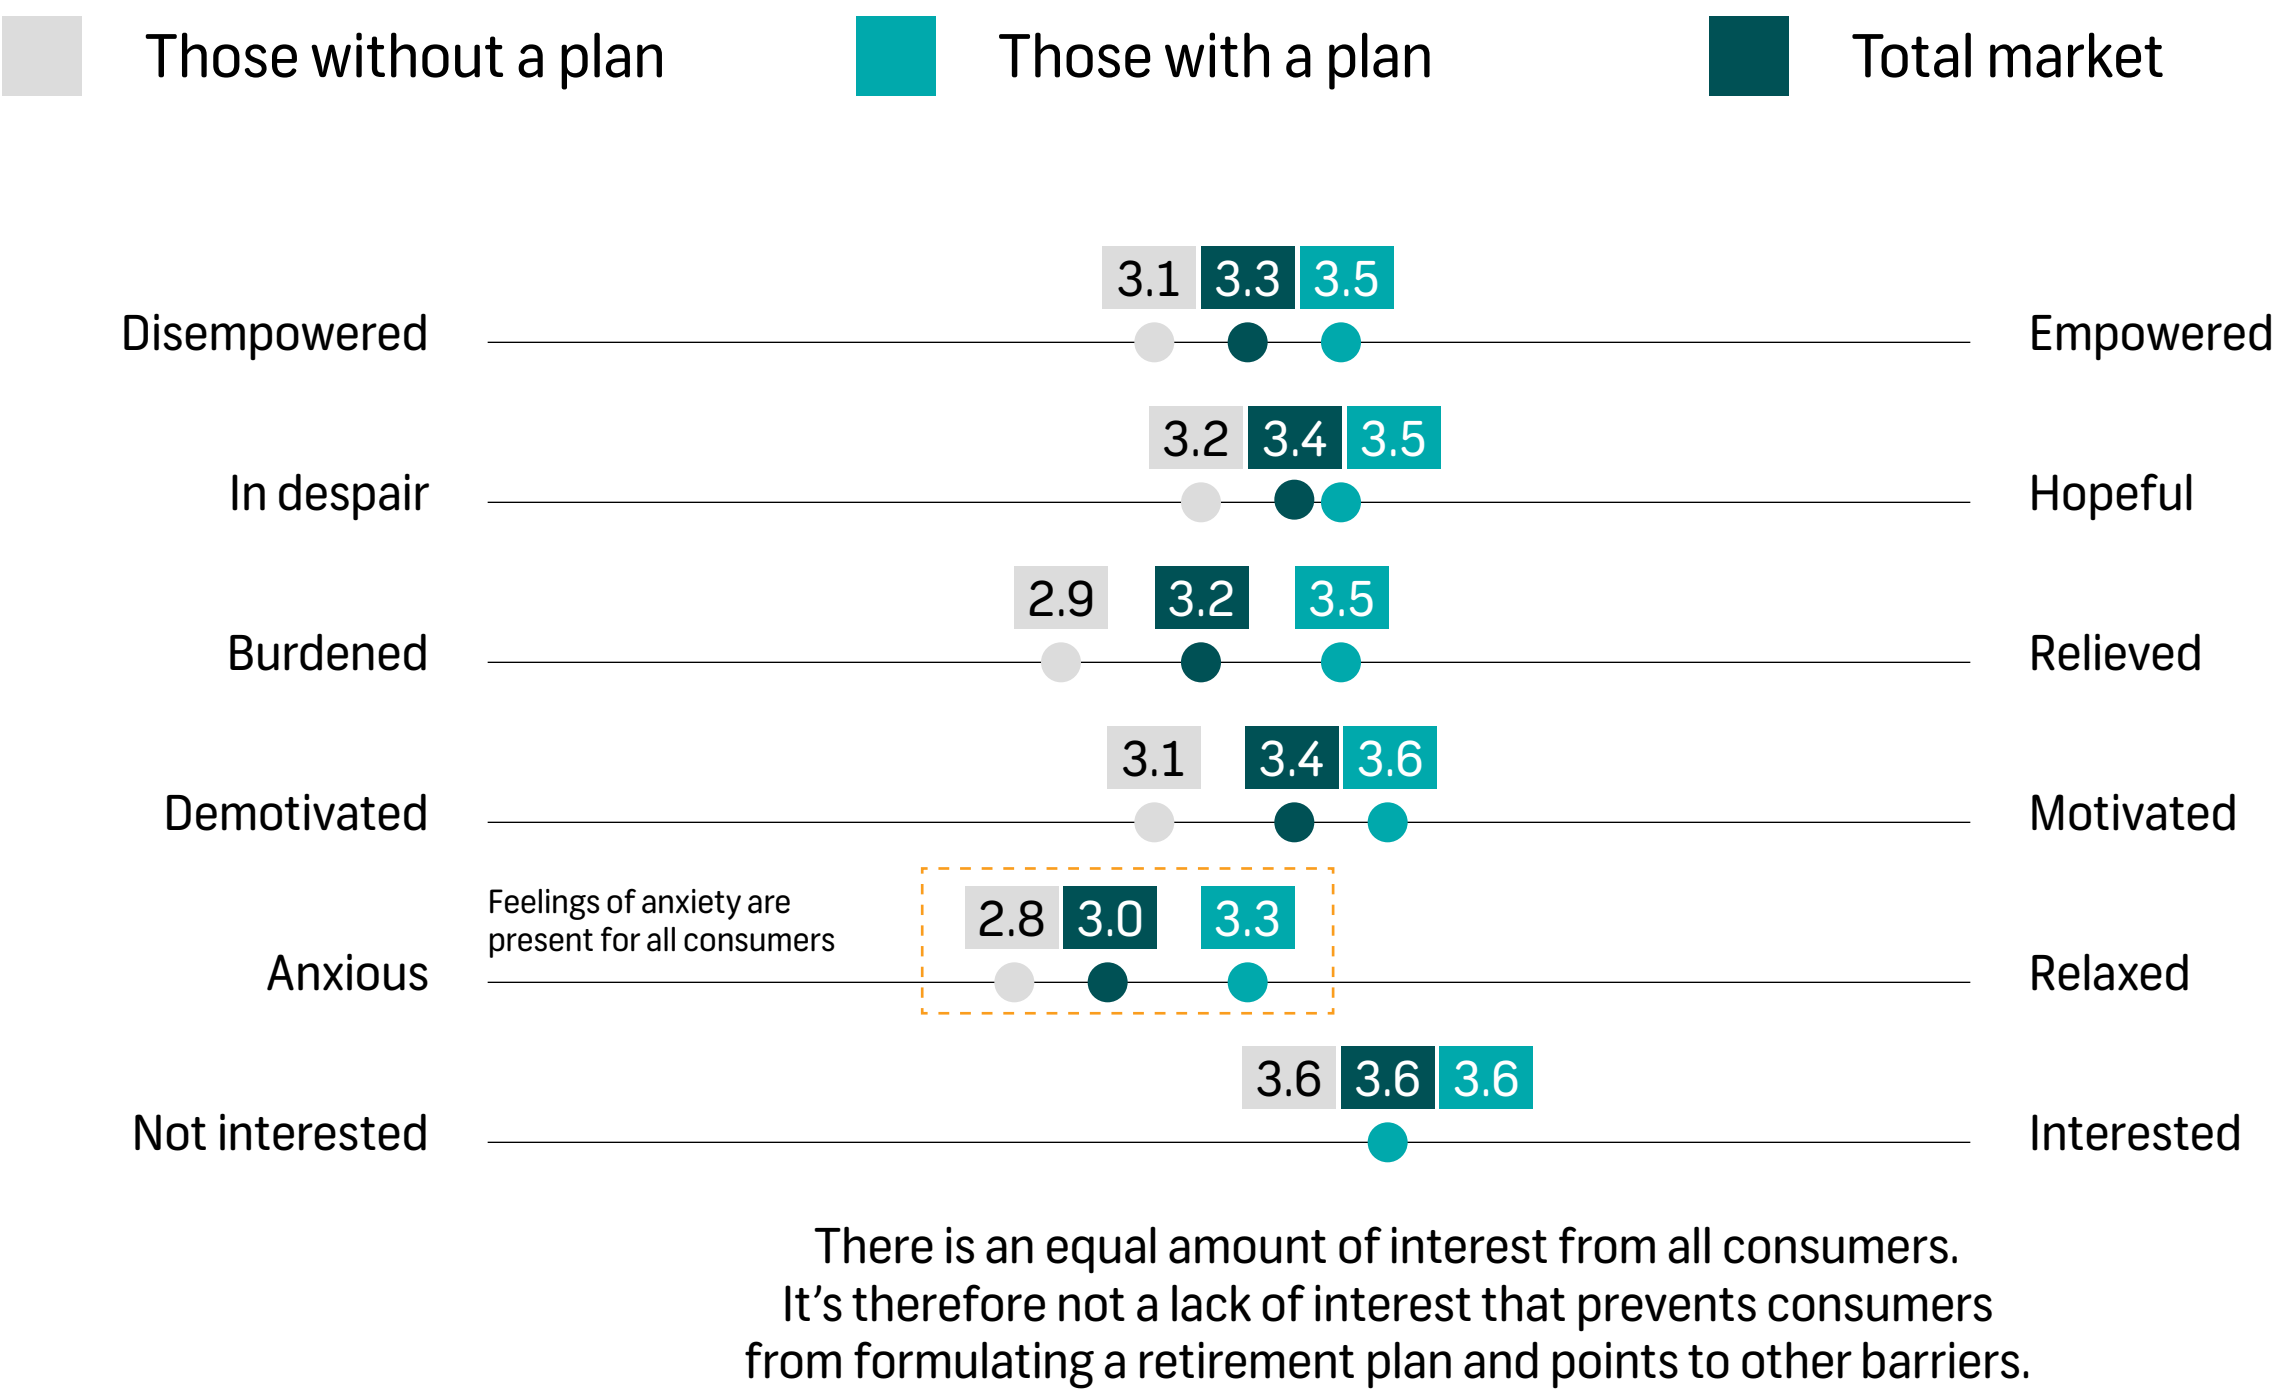 Those without a plan
Those with a plan
Total market
3.1 3.3 3.5
Disempowered
Empowered
3.2 3.4 3.5
In despair
Hopeful
2.9 3.2 3.5
Burdened
Relieved
3.1 3.4 3.6
Demotivated
Motivated
Feelings of anxiety are
present for all consumers
2.8 3.0 3.3
Anxious
Relaxed
3.6 3.6 3.6
Not interested
Interested
There is an equal amount of interest from all consumers.
It’s therefore not a lack of interest that prevents consumers
from formulating a retirement plan and points to other barriers.